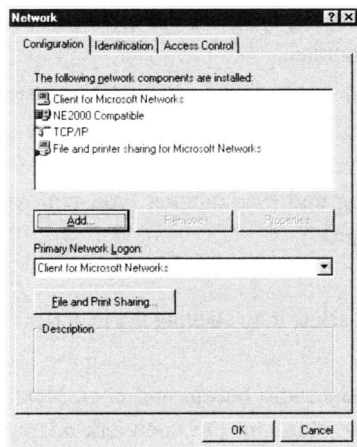 Network
? X
Configuration Identification Access Control
The following network components are installed:
Client for Microsoft Networks
NE2000 Compatible
TCP/IP
File and printer sharing for Microsoft Networks
Add... Remove Properties
Primary Network Logon:
Client for Microsoft Networks
File and Print Sharing...
Description
OK Cancel